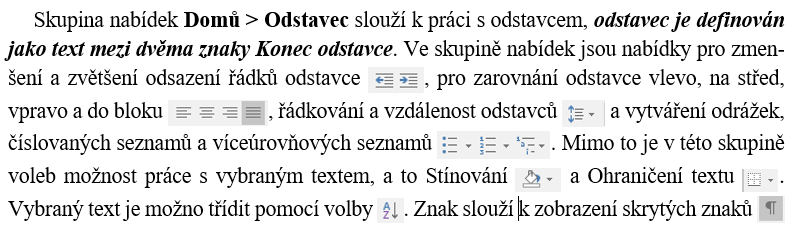 Skupina nabídek Domů > Odstavec slouží k práci s odstavcem, odstavec je definován
jako text mezi dvěma znaky Konec odstavce. Ve skupině nabídek jsou nabídky pro zmen-
šení a zvětšení odsazení řádků odstavce , pro zarovnání odstavce vlevo, na střed,
vpravo a do bloku , řádkování a vzdálenost odstavců a vytváření odrážek,
číslovaných seznamů a víceúrovňových seznamů . Mimo to je v této skupině
voleb možnost práce s vybraným textem, a to Stínování a Ohraničení textu .
Vybraný text je možno třídit pomocí volby . Znak slouží k zobrazení skrytých znaků ¶